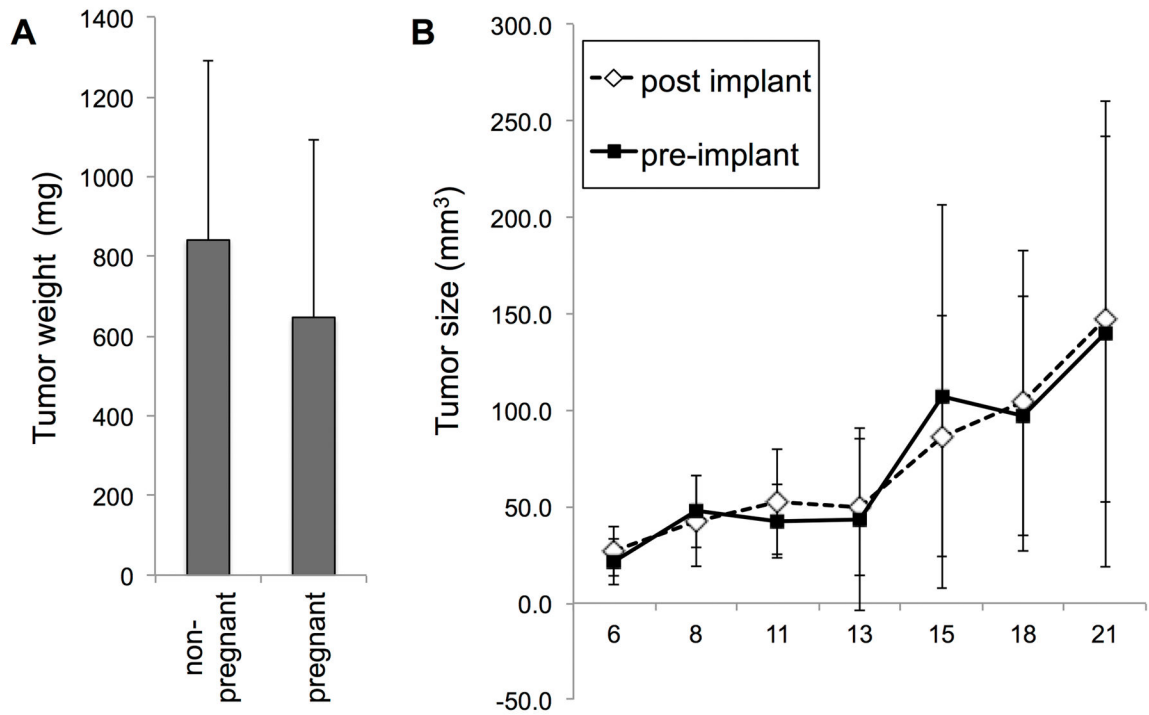 A
1400
1200
1000
800
600
400
200
0
Tumor weight (mg)
non-
pregnant
pregnant
B
300.0
250.0
200.0
150.0
100.0
50.0
0.0
-50.0
Tumor size (mm³)
post implant
pre-implant
6 8 11 13 15 18 21